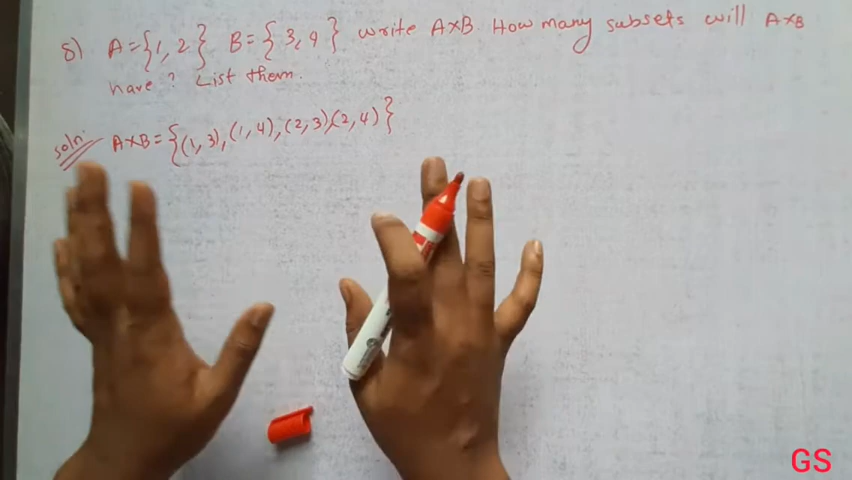 8) A={1,2} B={3,4} write A×B. How many subsets will A×B
have? List them.
soln: A×B={(1,3),(1,4),(2,3),(2,4)}
GS